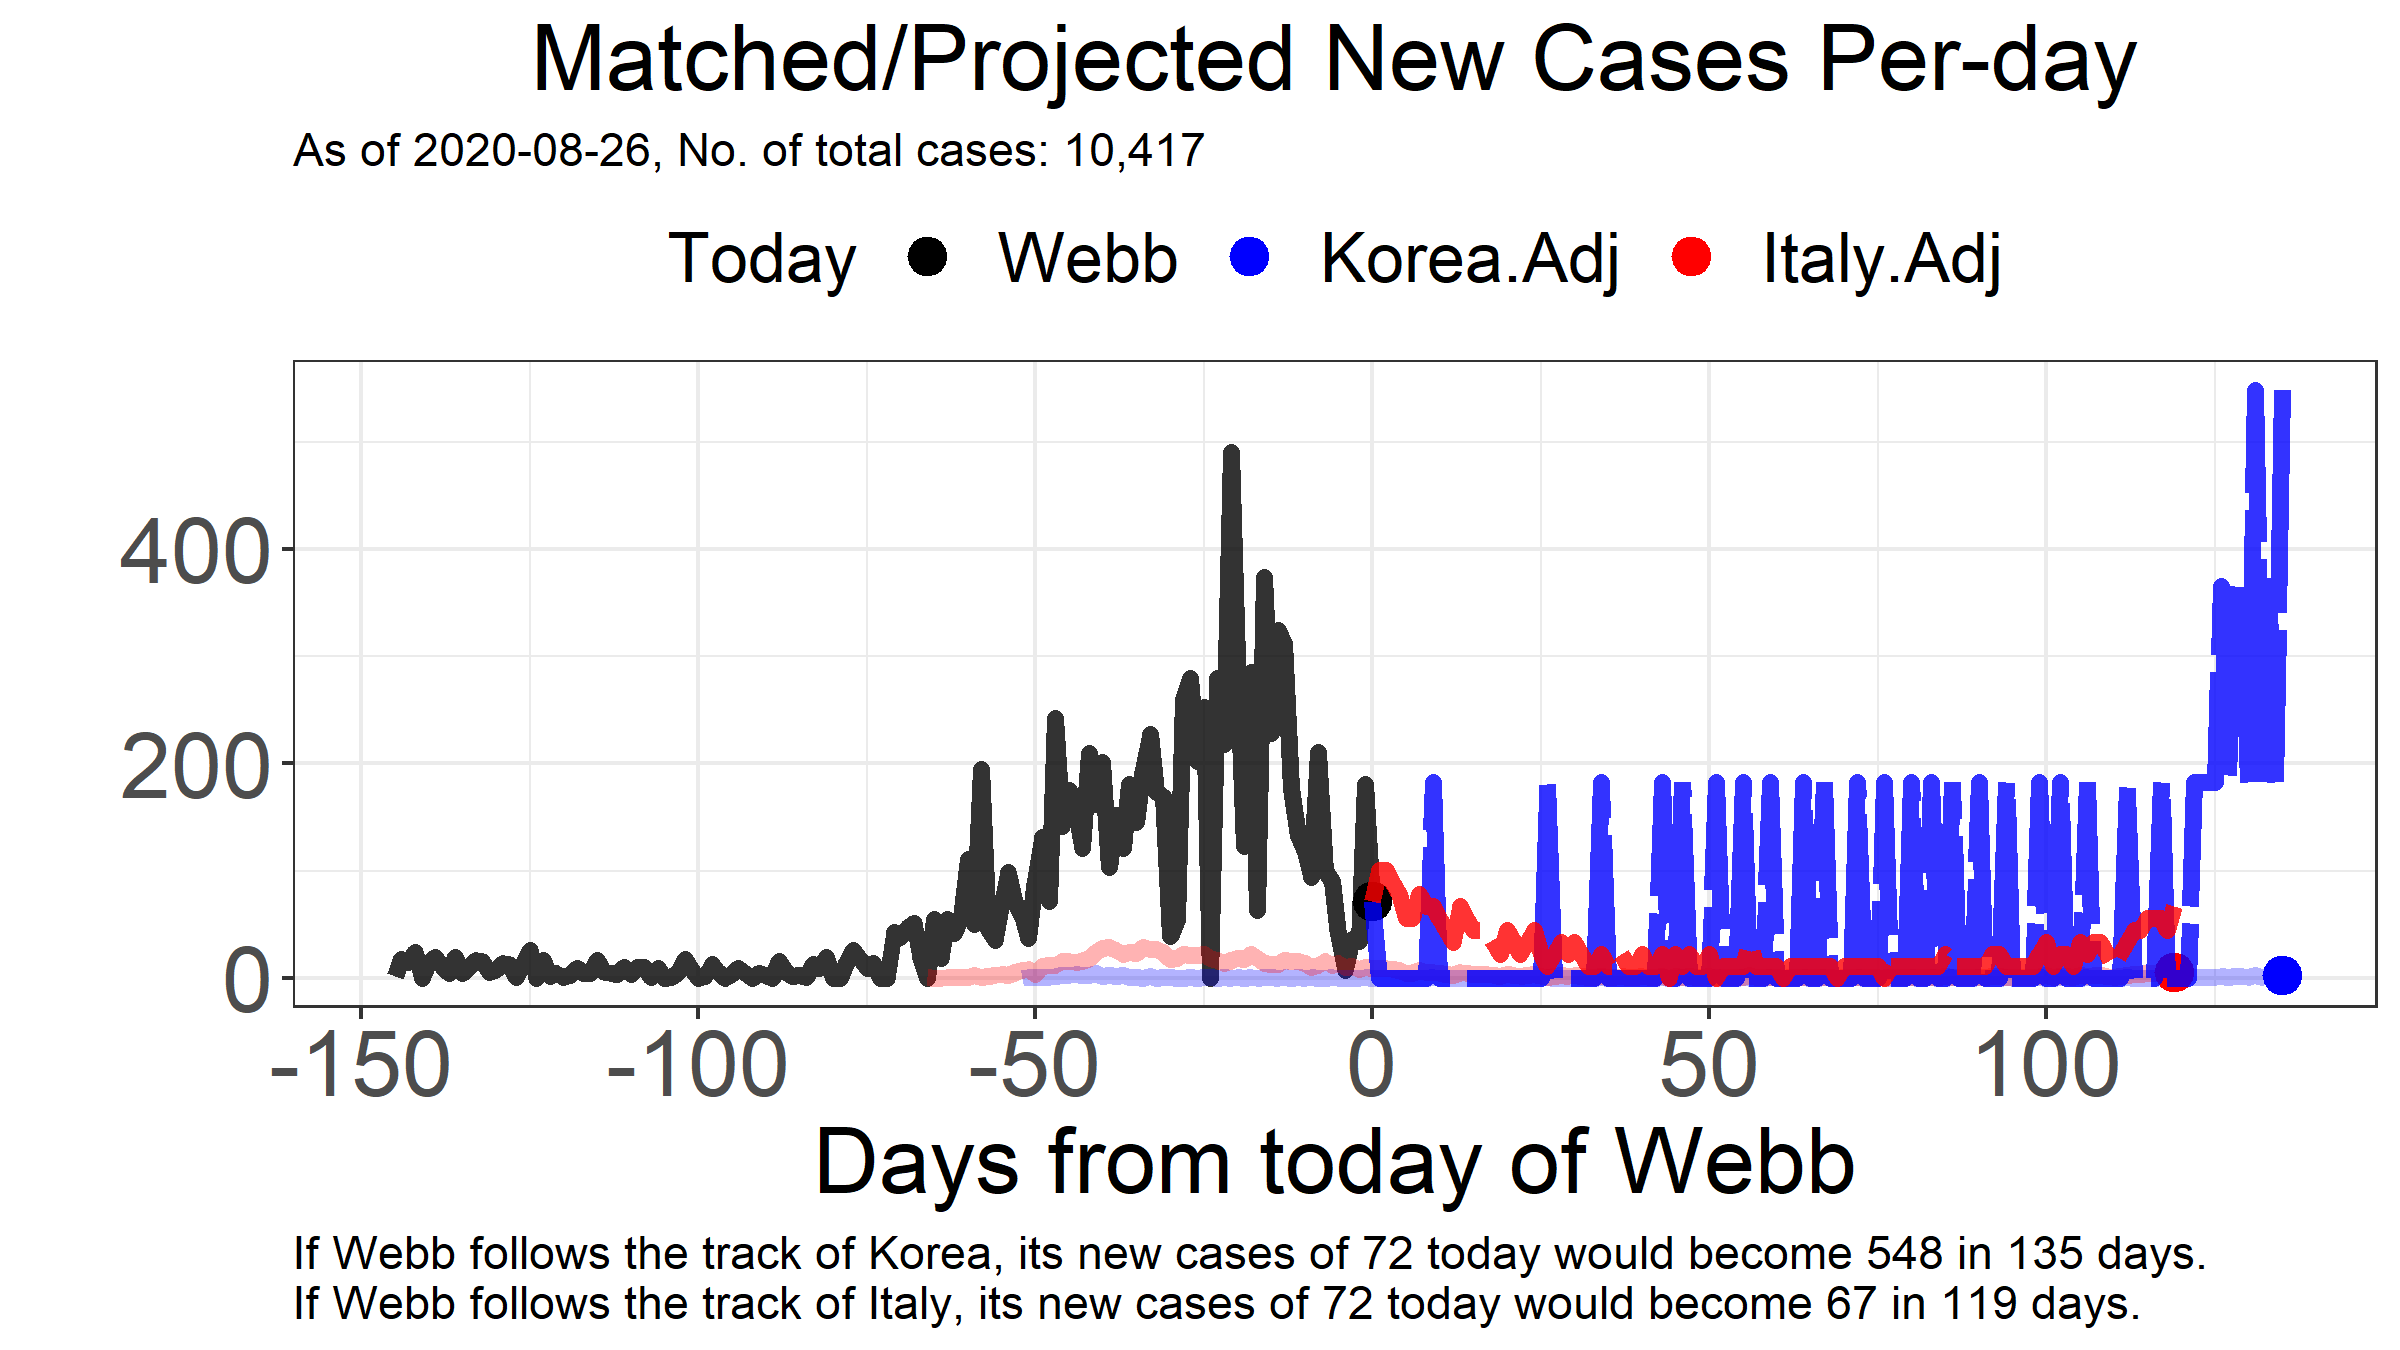 Matched/Projected New Cases Per-day
As of 2020-08-26, No. of total cases: 10,417
Today Webb Korea.Adj Italy.Adj
400
200
0
-150 -100 -50 0 50 100
Days from today of Webb
If Webb follows the track of Korea, its new cases of 72 today would become 548 in 135 days.
If Webb follows the track of Italy, its new cases of 72 today would become 67 in 119 days.